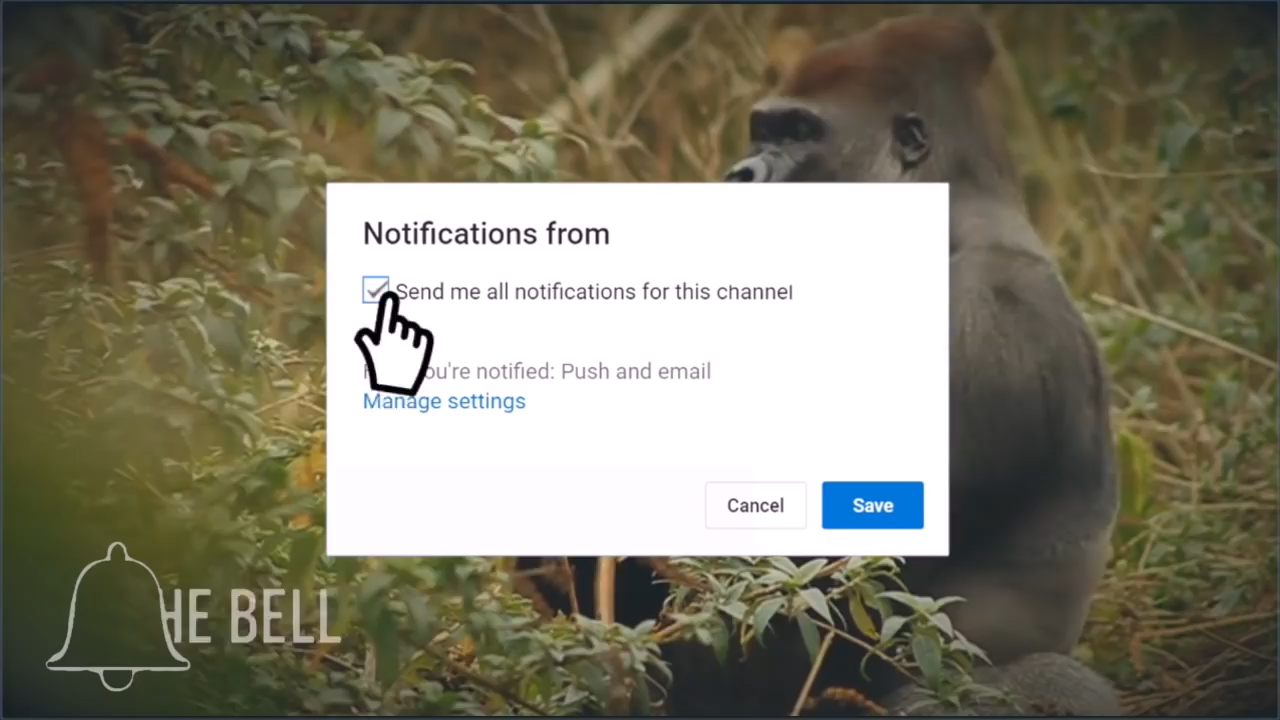 Notifications from
Send me all notifications for this channel
you're notified: Push and email
Manage settings
Cancel
Save
HE BELL